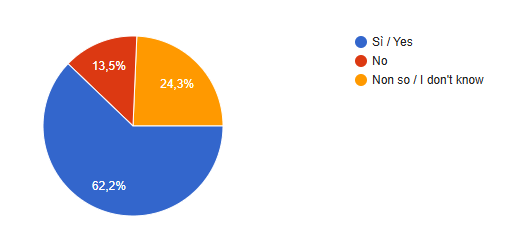 Sì / Yes
No
Non so / I don't know
13,5%
24,3%
62,2%